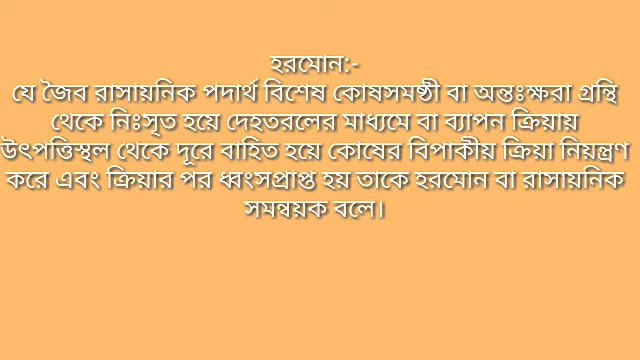 হরমোন:-
যে জৈব রাসায়নিক পদার্থ বিশেষ কোষসমষ্ঠী বা অন্তঃক্ষরা গ্রন্থি
থেকে নিঃসৃত হয়ে দেহতরলের মাধ্যমে বা ব্যাপন ক্রিয়ায়
উৎপত্তিস্থল থেকে দূরে বাহিত হয়ে কোষের বিপাকীয় ক্রিয়া নিয়ন্ত্রণ
করে এবং ক্রিয়ার পর ধ্বংসপ্রাপ্ত হয় তাকে হরমোন বা রাসায়নিক
সমন্বয়ক বলে।